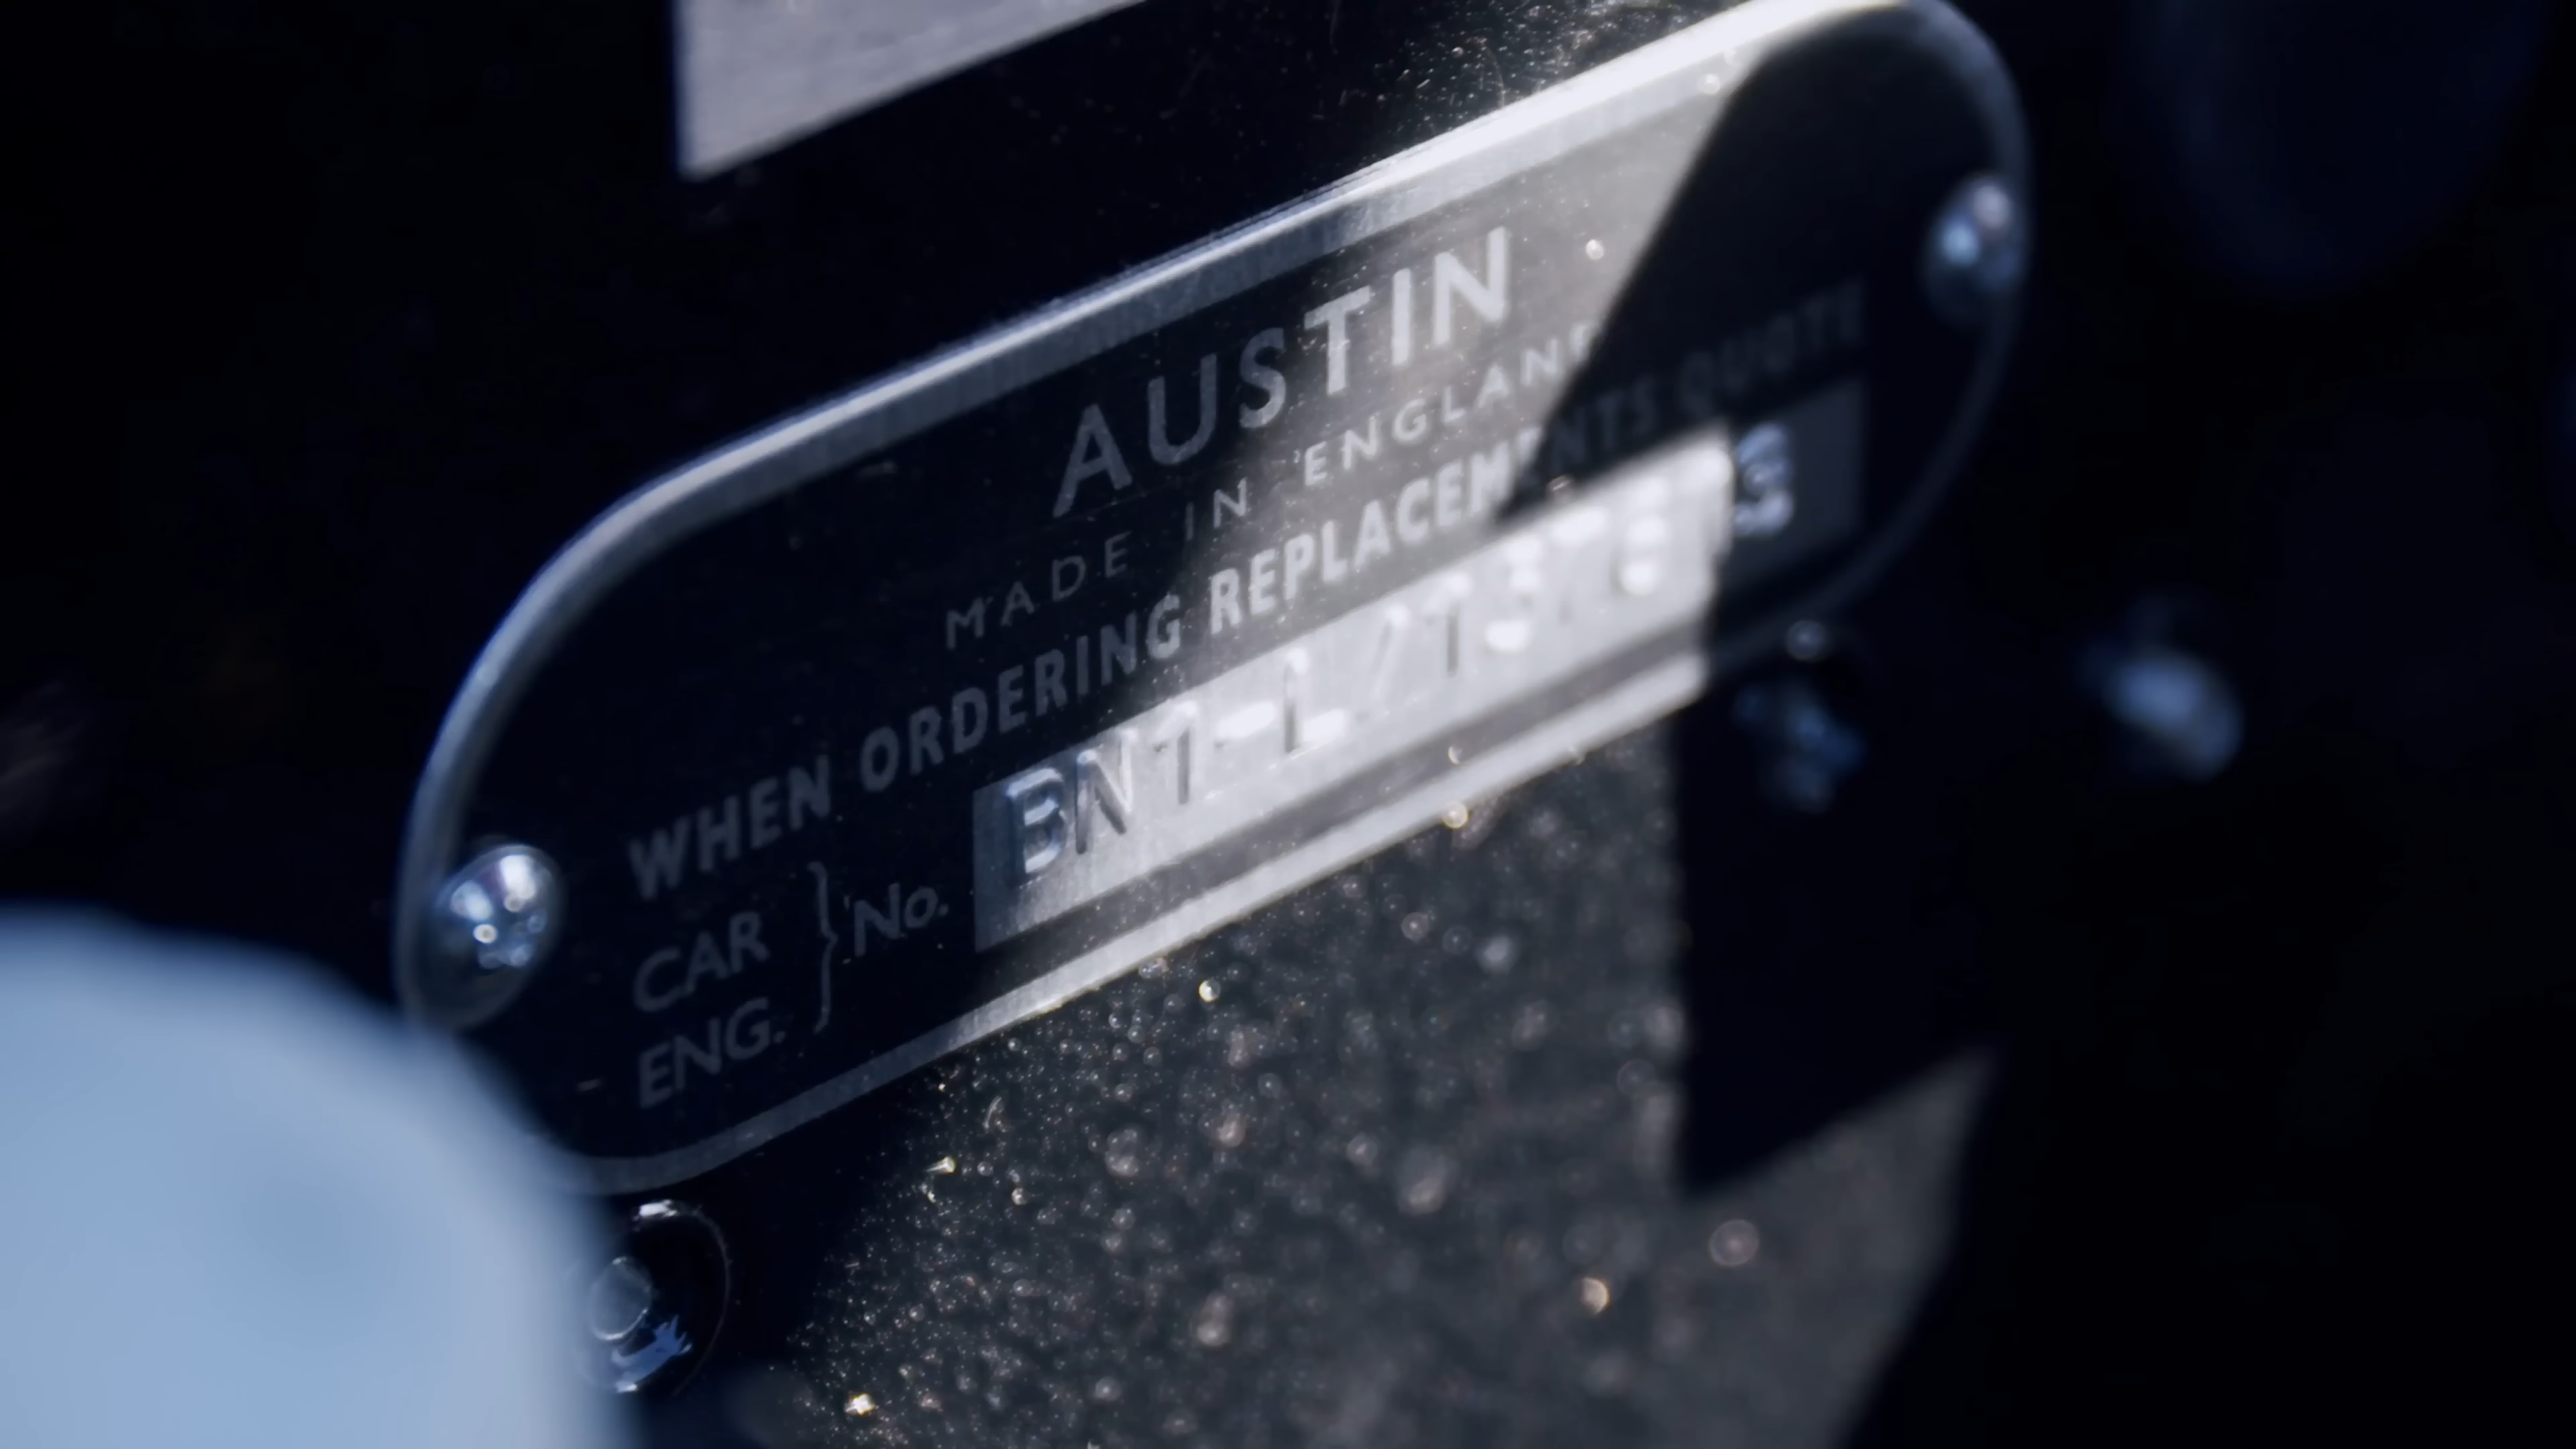 AUSTIN
MADE IN ENGLAND
WHEN ORDERING REPLACEMENTS QUOTE
CAR
ENG.
} No.